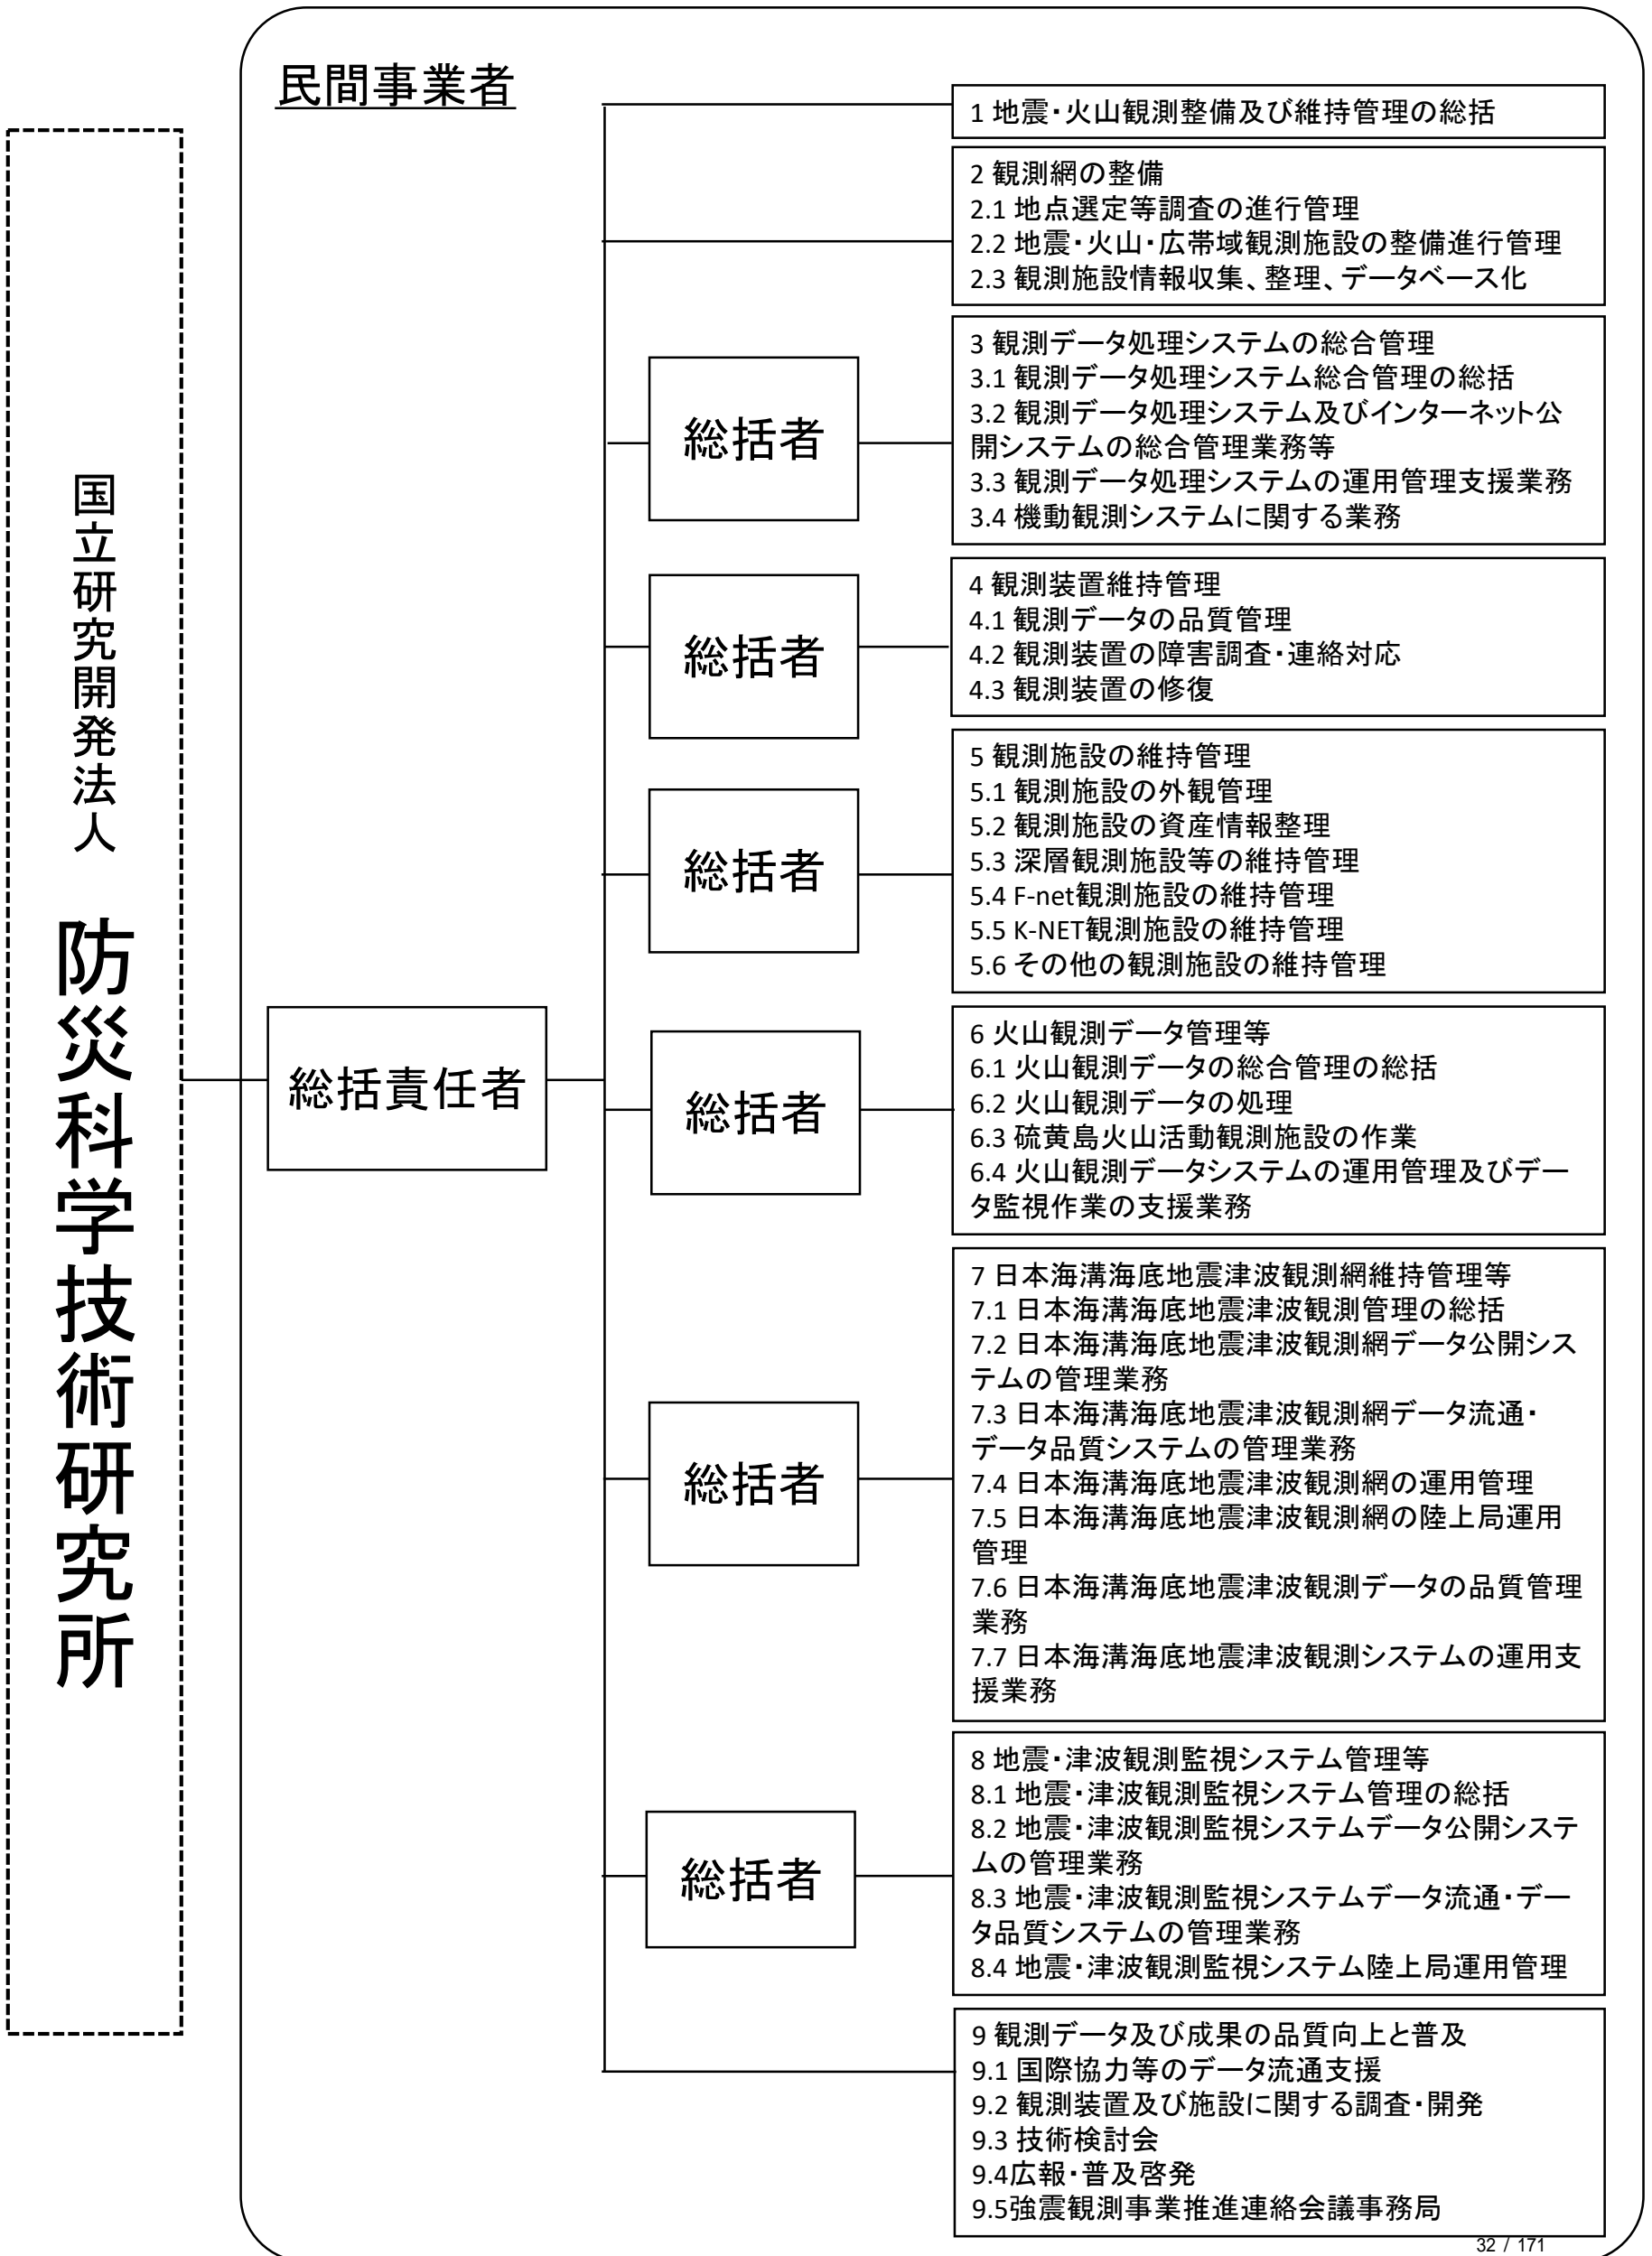 民間事業者
国立研究開発法人 防災科学技術研究所
総括責任者
1 地震・火山観測整備及び維持管理の総括
2 観測網の整備
2.1 地点選定等調査の進行管理
2.2 地震・火山・広帯域観測施設の整備進行管理
2.3 観測施設情報収集、整理、データベース化
総括者
3 観測データ処理システムの総合管理
3.1 観測データ処理システム総合管理の総括
3.2 観測データ処理システム及びインターネット公
開システムの総合管理業務等
3.3 観測データ処理システムの運用管理支援業務
3.4 機動観測システムに関する業務
総括者
4 観測装置維持管理
4.1 観測データの品質管理
4.2 観測装置の障害調査・連絡対応
4.3 観測装置の修復
総括者
5 観測施設の維持管理
5.1 観測施設の外観管理
5.2 観測施設の資産情報整理
5.3 深層観測施設等の維持管理
5.4 F-net観測施設の維持管理
5.5 K-NET観測施設の維持管理
5.6 その他の観測施設の維持管理
総括者
6 火山観測データ管理等
6.1 火山観測データの総合管理の総括
6.2 火山観測データの処理
6.3 硫黄島火山活動観測施設の作業
6.4 火山観測データシステムの運用管理及びデー
タ監視作業の支援業務
総括者
7 日本海溝海底地震津波観測網維持管理等
7.1 日本海溝海底地震津波観測管理の総括
7.2 日本海溝海底地震津波観測網データ公開シス
テムの管理業務
7.3 日本海溝海底地震津波観測網データ流通・
データ品質システムの管理業務
7.4 日本海溝海底地震津波観測網の運用管理
7.5 日本海溝海底地震津波観測網の陸上局運用
管理
7.6 日本海溝海底地震津波観測データの品質管理
業務
7.7 日本海溝海底地震津波観測システムの運用支
援業務
総括者
8 地震・津波観測監視システム管理等
8.1 地震・津波観測監視システム管理の総括
8.2 地震・津波観測監視システムデータ公開システ
ムの管理業務
8.3 地震・津波観測監視システムデータ流通・デー
タ品質システムの管理業務
8.4 地震・津波観測監視システム陸上局運用管理
9 観測データ及び成果の品質向上と普及
9.1 国際協力等のデータ流通支援
9.2 観測装置及び施設に関する調査・開発
9.3 技術検討会
9.4広報・普及啓発
9.5強震観測事業推進連絡会議事務局
32 / 171